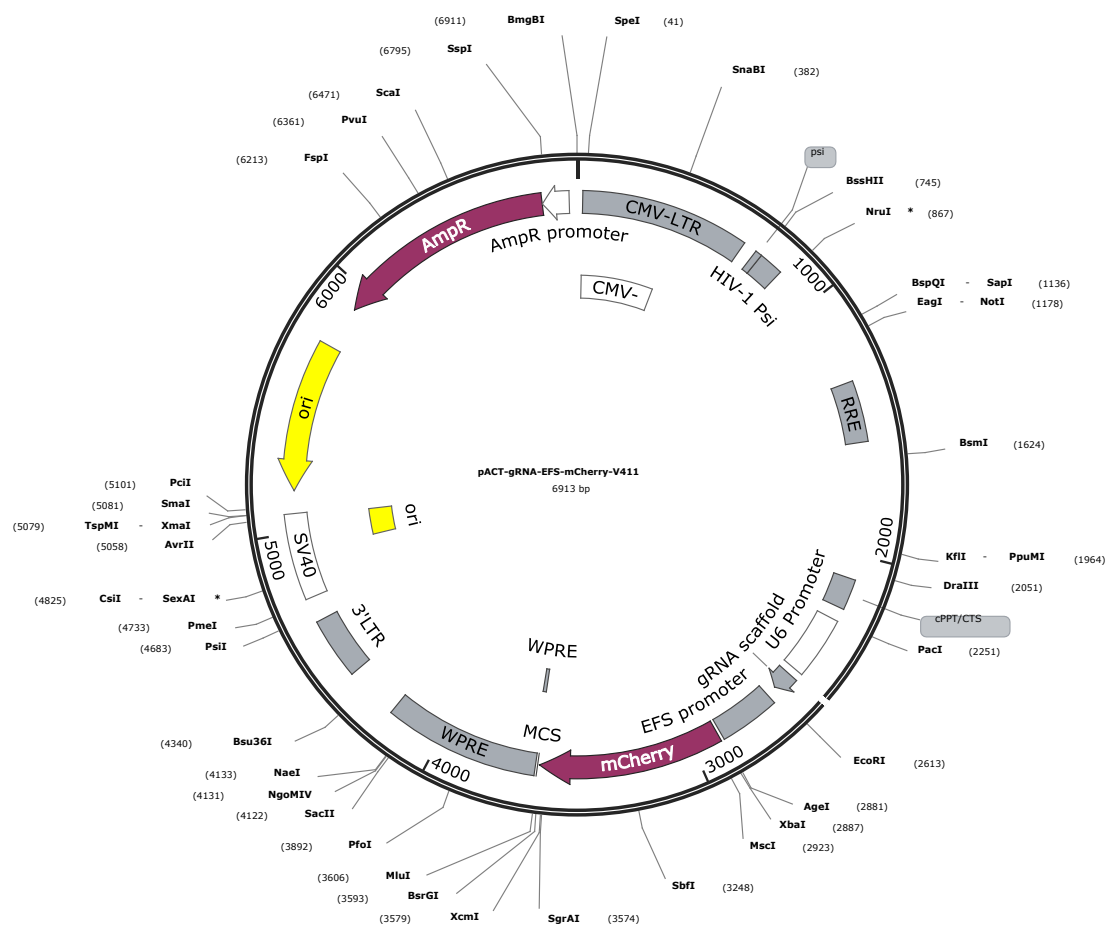 (6911) BmgBI
SpeI (41)
(6795) SspI
SnaBI (382)
(6471) ScaI
(6361) PvuI
(6213) FspI
psi
BssHII (745)
NruI * (867)
CMV-LTR
AmpR
AmpR promoter
HIV-1 Psi
1000
6000
CMV-
BspQI - SapI (1136)
EagI - NotI (1178)
RRE
ori
BsmI (1624)
pACT-gRNA-EFS-mCherry-V411
6913 bp
(5101) PciI
(5081) SmaI
(5079) TspMI - XmaI
(5058) AvrII
ori
5000
2000
SV40
KflI - PpuMI (1964)
DraIII (2051)
(4825) CsiI - SexAI *
(4733) PmeI
(4683) PsiI
cPPT/CTS
PacI (2251)
3'LTR
U6 Promoter
gRNA scaffold
EFS promoter
WPRE
MCS
WPRE
mCherry
3000
4000
(4340) Bsu36I
EcoRI (2613)
(4133) NaeI
(4131) NgoMIV
(4122) SacII
AgeI (2881)
XbaI (2887)
MscI (2923)
(3892) PfoI
(3606) MluI
(3593) BsrGI
(3579) XcmI
SgrAI (3574)
SbfI (3248)